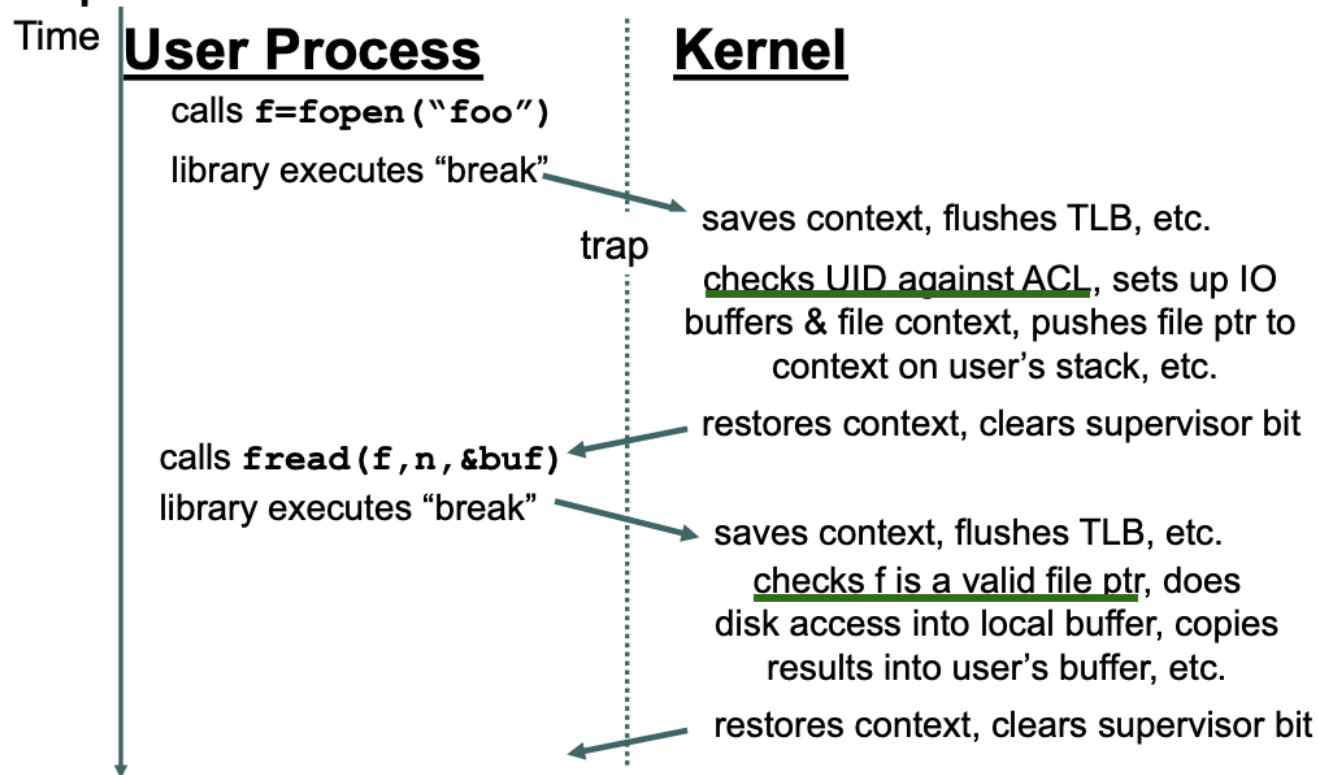 Time
User Process
Kernel
calls f=fopen(“foo”)
library executes “break”
saves context, flushes TLB, etc.
trap
checks UID against ACL, sets up IO
buffers & file context, pushes file ptr to
context on user’s stack, etc.
restores context, clears supervisor bit
calls fread(f,n,&buf)
library executes “break”
saves context, flushes TLB, etc.
checks f is a valid file ptr, does
disk access into local buffer, copies
results into user’s buffer, etc.
restores context, clears supervisor bit